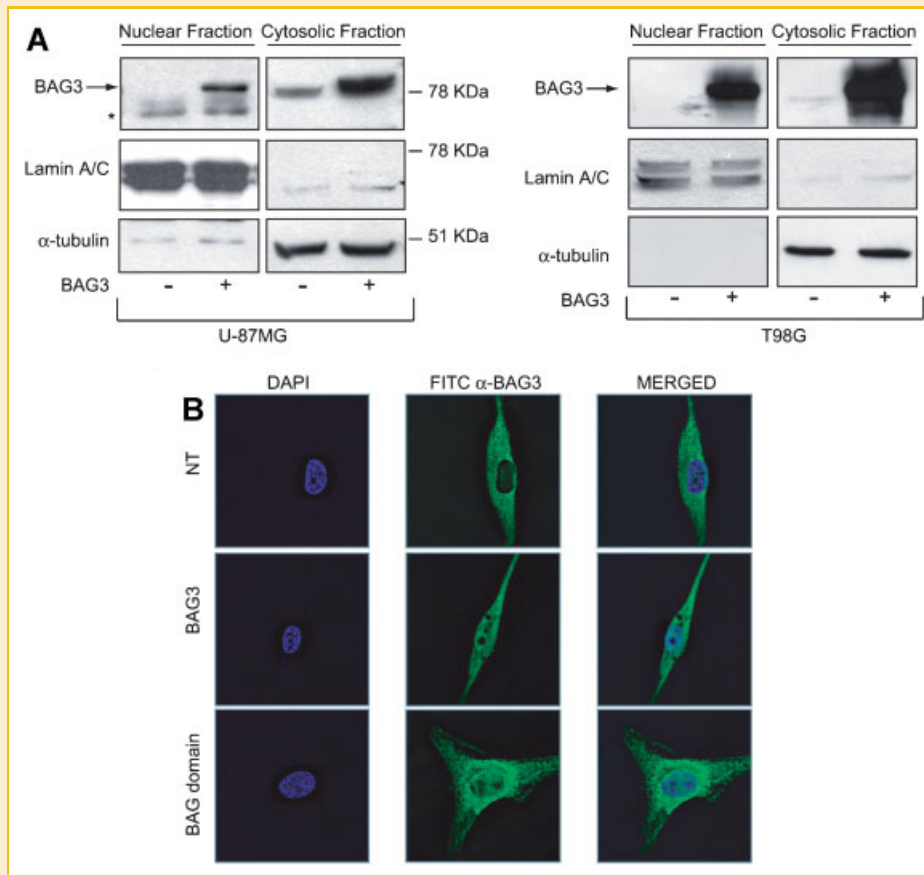 A
Nuclear Fraction Cytosolic Fraction
BAG3
*
78 KDa
78 KDa
Lamin A/C
α-tubulin
51 KDa
BAG3 - + - +
U-87MG
Nuclear Fraction Cytosolic Fraction
BAG3
Lamin A/C
α-tubulin
BAG3 - + - +
T98G
B
DAPI FITC α-BAG3 MERGED
NT
BAG3
BAG domain